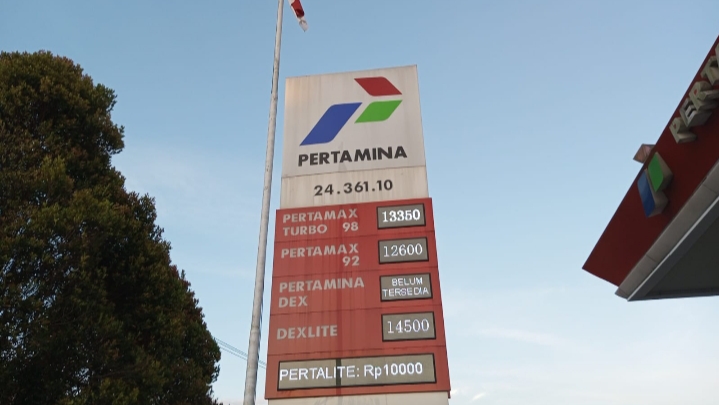 PERTAMINA
24.361.10
PERTAMAX
TURBO 98
13350
PERTAMAX
92
12600
PERTAMINA
DEX
BELUM
TERSEDIA
DEXLITE
14500
PERTALITE: Rp10000